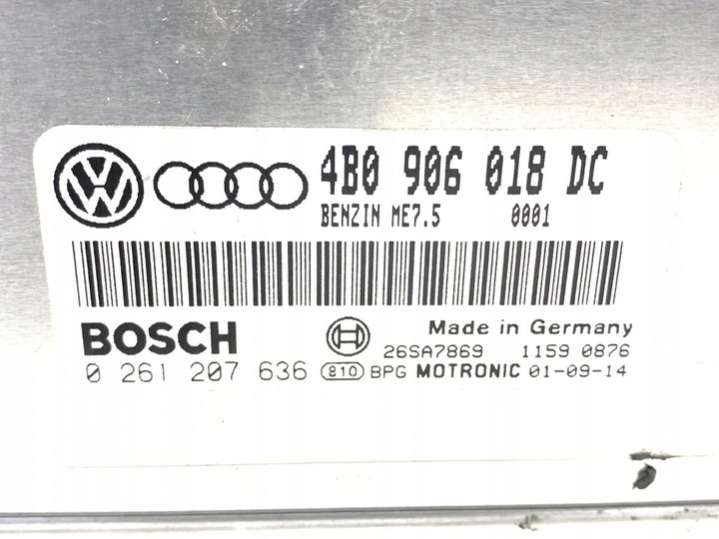 4B0 906 018 DC
BENZIN ME7.5 0001
BOSCH
Made in Germany
26SA7869 1159 0876
0 261 207 636 810 BPG MOTRONIC 01-09-14